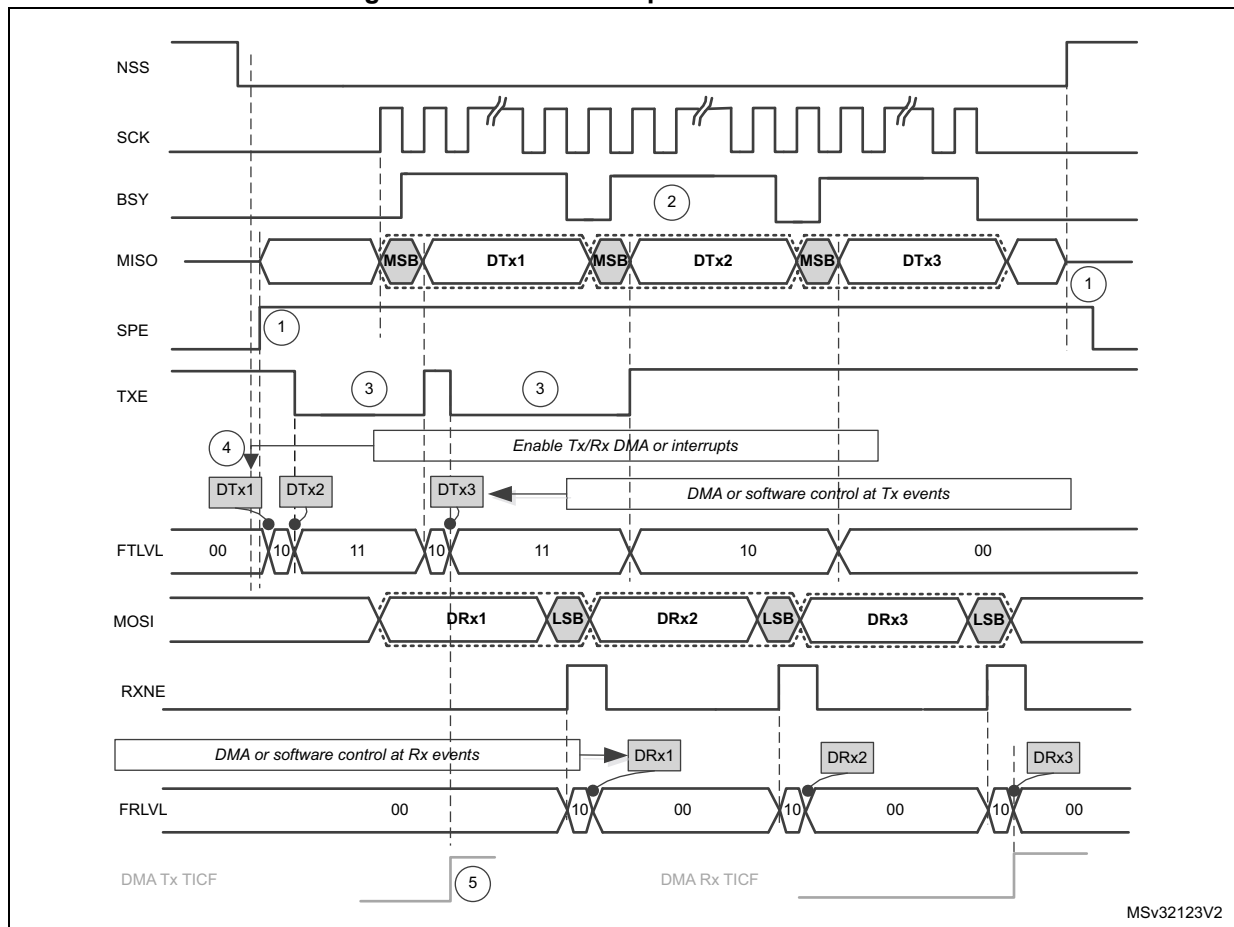 NSS
SCK
BSY
2
MISO
MSB DTx1 MSB DTx2 MSB DTx3
1
SPE
1
TXE
3 3
4
Enable Tx/Rx DMA or interrupts
DTx1 DTx2 DTx3
DMA or software control at Tx events
FTLVL 00 10 11 10 11 10 00
MOSI DRx1 LSB DRx2 LSB DRx3 LSB
RXNE
DMA or software control at Rx events DRx1 DRx2 DRx3
FRLVL 00 10 00 10 00 10 00
DMA Tx TICF 5 DMA Rx TICF
MSv32123V2